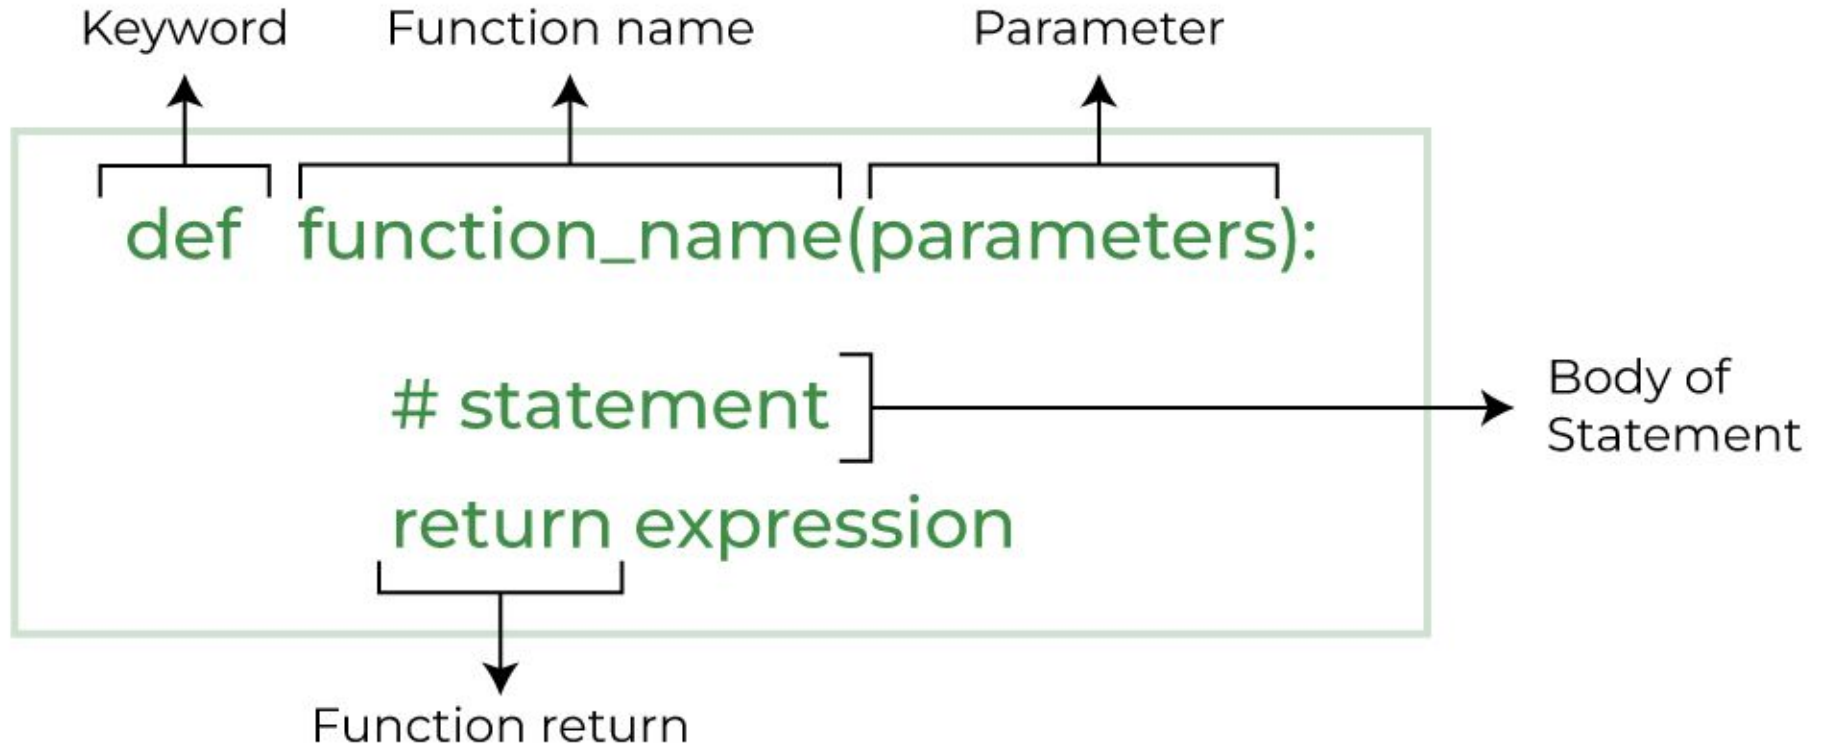 Keyword
Function name
Parameter
def function_name(parameters):
# statement
Body of
Statement
return expression
Function return